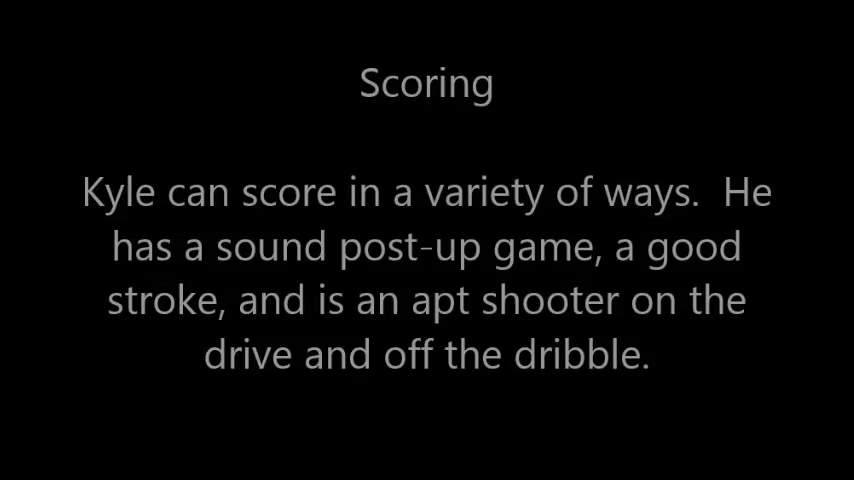 Scoring
Kyle can score in a variety of ways.  He
has a sound post-up game, a good
stroke, and is an apt shooter on the
drive and off the dribble.